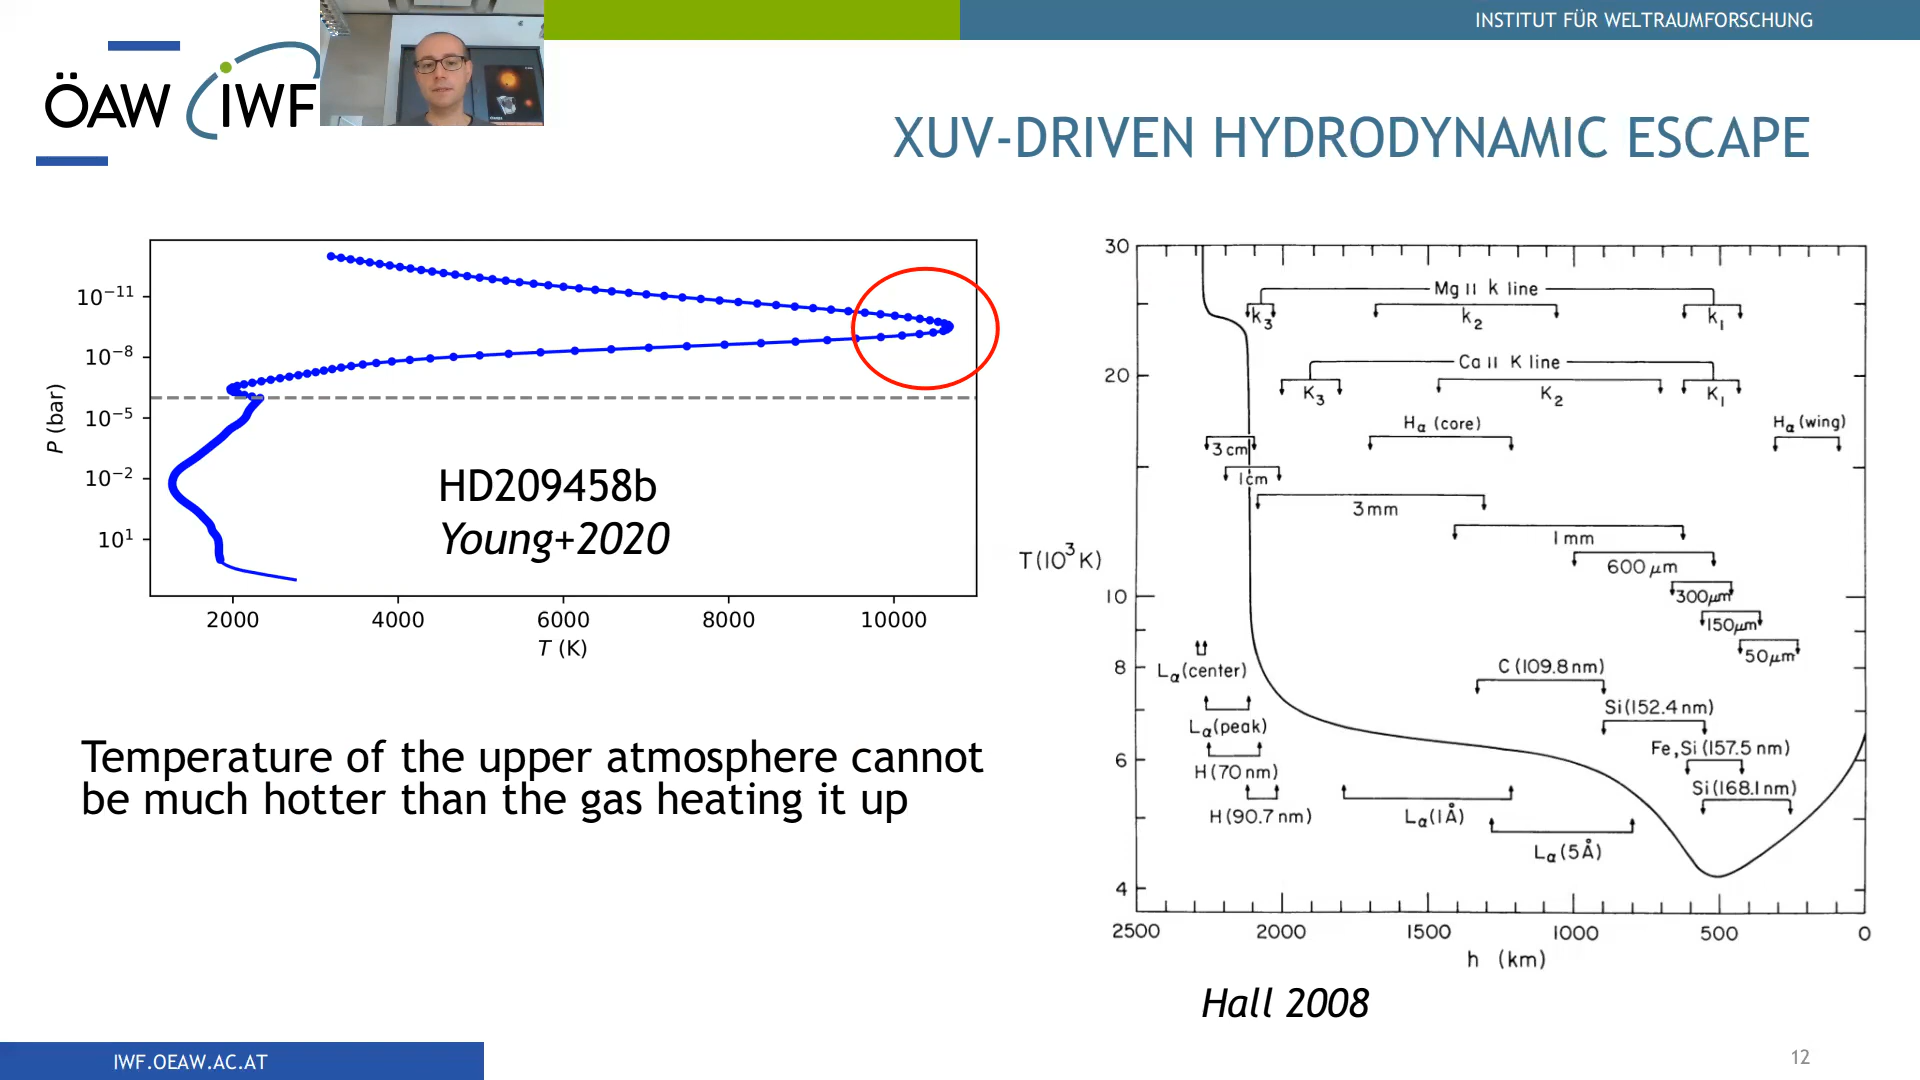 INSTITUT FÜR WELTRAUMFORSCHUNG
ÖAW IWF
XUV-DRIVEN HYDRODYNAMIC ESCAPE
10⁻¹¹
10⁻⁸
10⁻⁵
10⁻²
10¹
P (bar)
HD209458b
Young+2020
2000 4000 6000 8000 10000
T (K)
Temperature of the upper atmosphere cannot
be much hotter than the gas heating it up
30
20
10
8
6
4
T(10³K)
Mg II k line
k₃ k₂ k₁
Ca II K line
K₃ K₂ K₁
Hα (core) Hα (wing)
3 cm
1cm
3mm
1mm
600 μm
300μm
150μm
50μm
Lα(center) C (109.8 nm)
Si(152.4 nm)
Lα(peak)
Fe,Si (157.5 nm)
H(70 nm)
Si(168.1 nm)
H(90.7 nm) Lα(1Å)
Lα(5Å)
2500 2000 1500 1000 500 0
h (km)
Hall 2008
IWF.OEAW.AC.AT
12